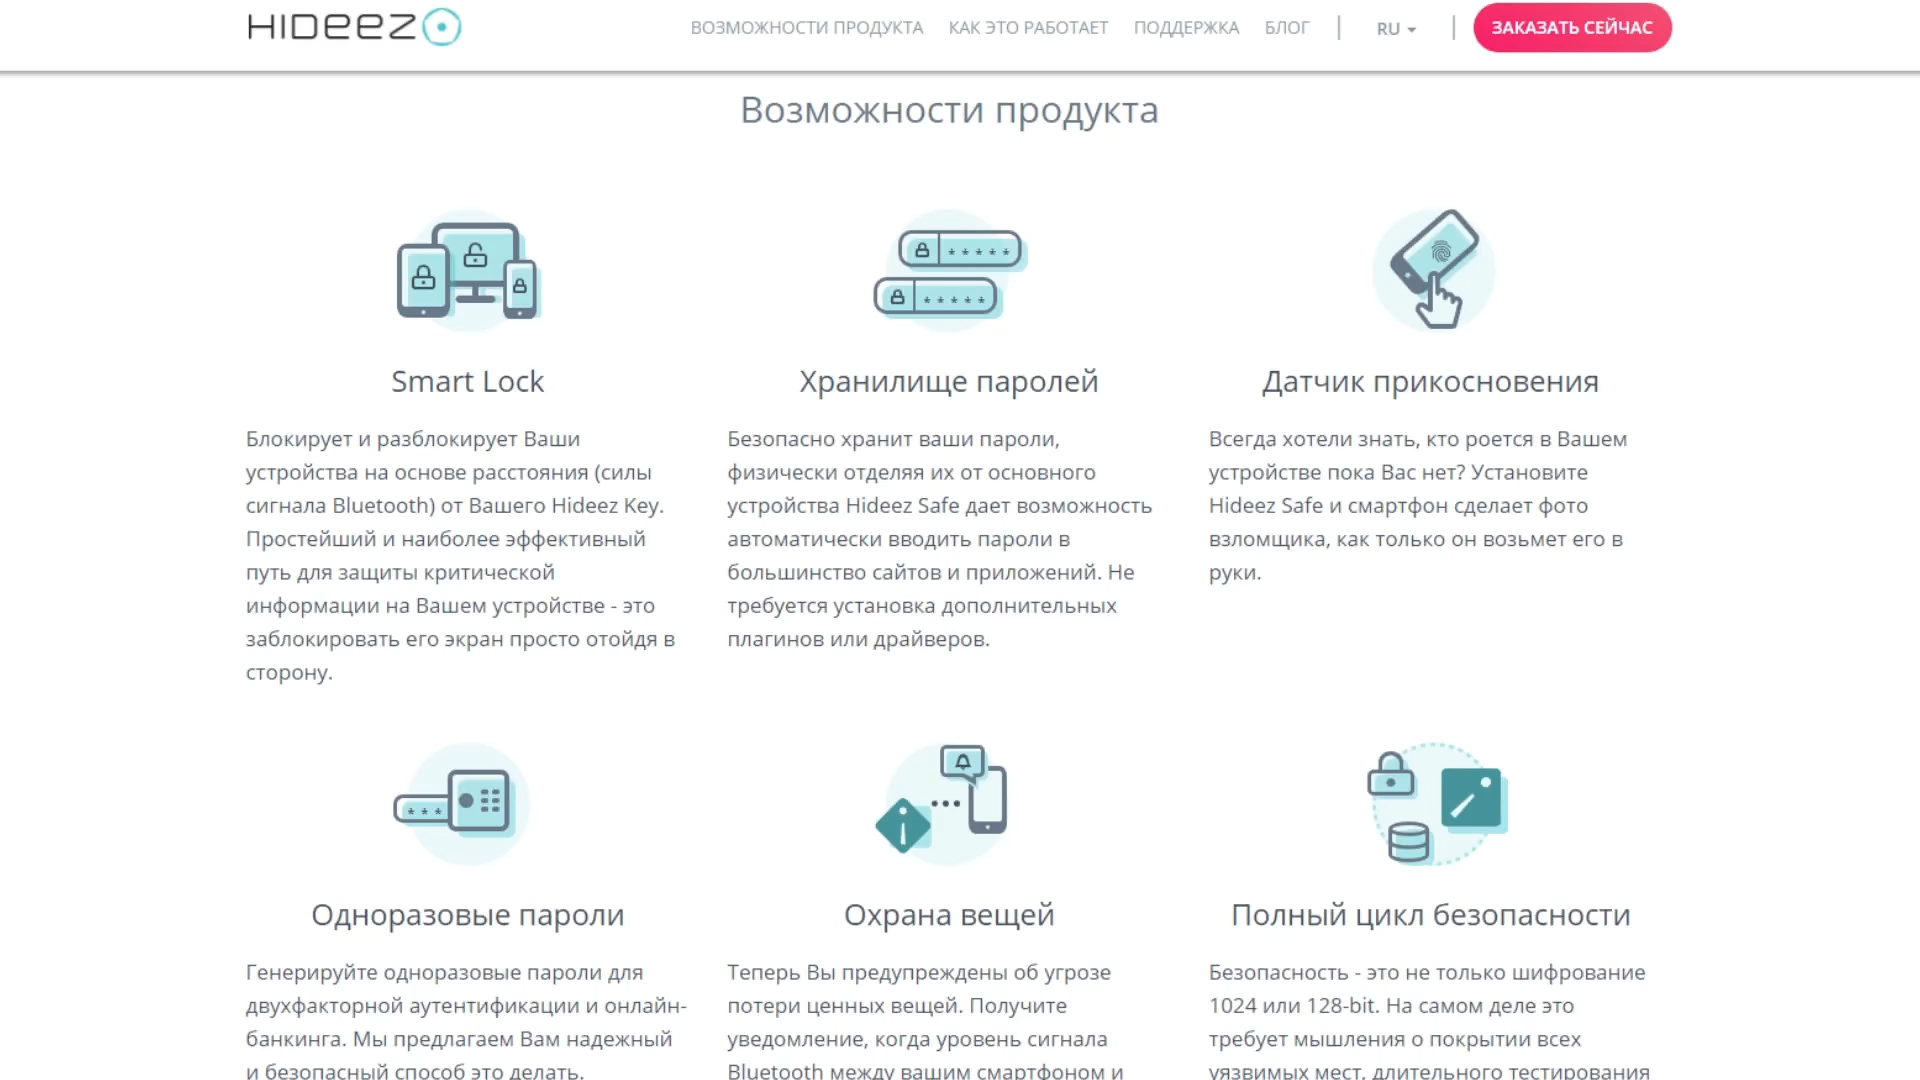 HIDEEZ
ВОЗМОЖНОСТИ ПРОДУКТА КАК ЭТО РАБОТАЕТ ПОДДЕРЖКА БЛОГ | RU | ЗАКАЗАТЬ СЕЙЧАС
Возможности продукта
Smart Lock
Блокирует и разблокирует Ваши
устройства на основе расстояния (силы
сигнала Bluetooth) от Вашего Hideez Key.
Простейший и наиболее эффективный
путь для защиты критической
информации на Вашем устройстве - это
заблокировать его экран просто отойдя в
сторону.
Хранилище паролей
Безопасно хранит ваши пароли,
физически отделяя их от основного
устройства Hideez Safe дает возможность
автоматически вводить пароли в
большинство сайтов и приложений. Не
требуется установка дополнительных
плагинов или драйверов.
Датчик прикосновения
Всегда хотели знать, кто роется в Вашем
устройстве пока Вас нет? Установите
Hideez Safe и смартфон сделает фото
взломщика, как только он возьмет его в
руки.
Одноразовые пароли
Генерируйте одноразовые пароли для
двухфакторной аутентификации и онлайн-
банкинга. Мы предлагаем Вам надежный
и безопасный способ это делать.
Охрана вещей
Теперь Вы предупреждены об угрозе
потери ценных вещей. Получите
уведомление, когда уровень сигнала
Bluetooth между вашим смартфоном и
Полный цикл безопасности
Безопасность - это не только шифрование
1024 или 128-bit. На самом деле это
требует мышления о покрытии всех
уязвимых мест, длительного тестирования